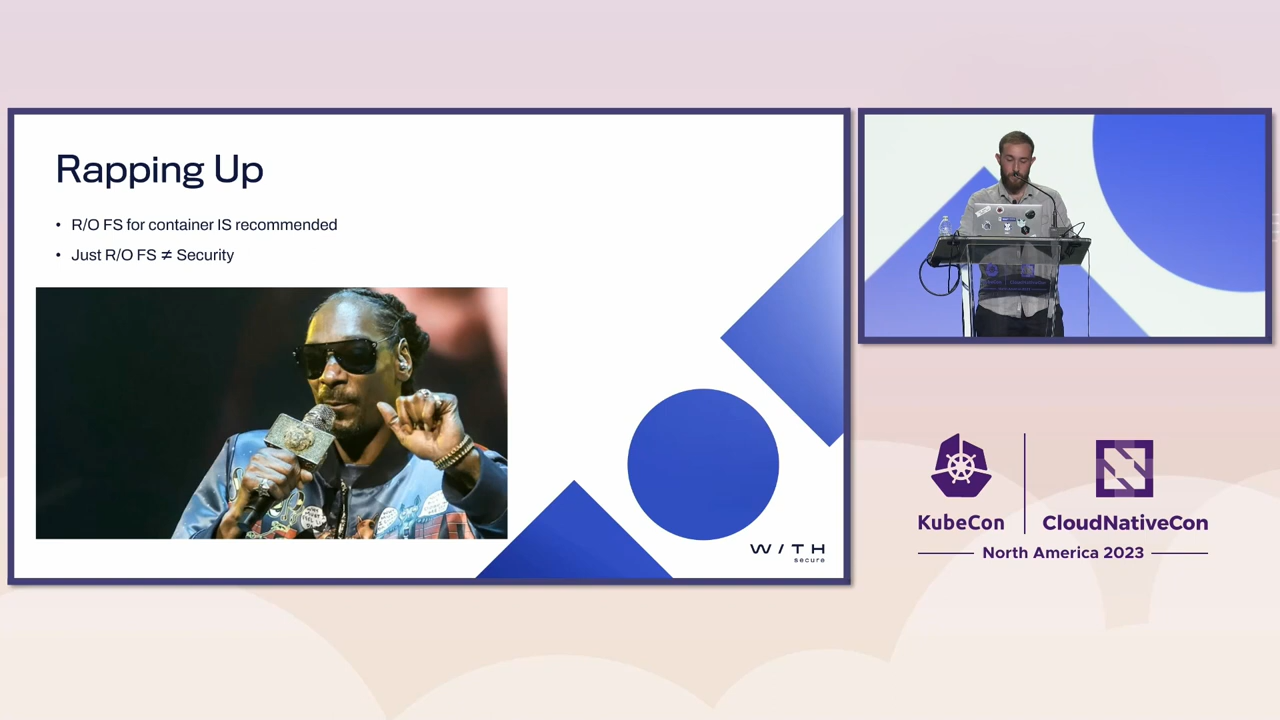 Rapping Up
• R/O FS for container IS recommended
• Just R/O FS ≠ Security
W/TH
secure
KubeCon
CloudNativeCon
North America 2023